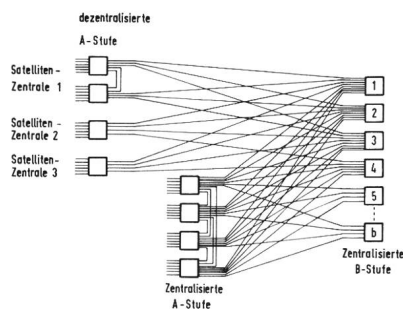 dezentralisierte
A-Stufe
Satelliten-
Zentrale 1
Satelliten-
Zentrale 2
Satelliten-
Zentrale 3
1
2
3
4
5
b
Zentralisierte
A-Stufe
Zentralisierte
B-Stufe